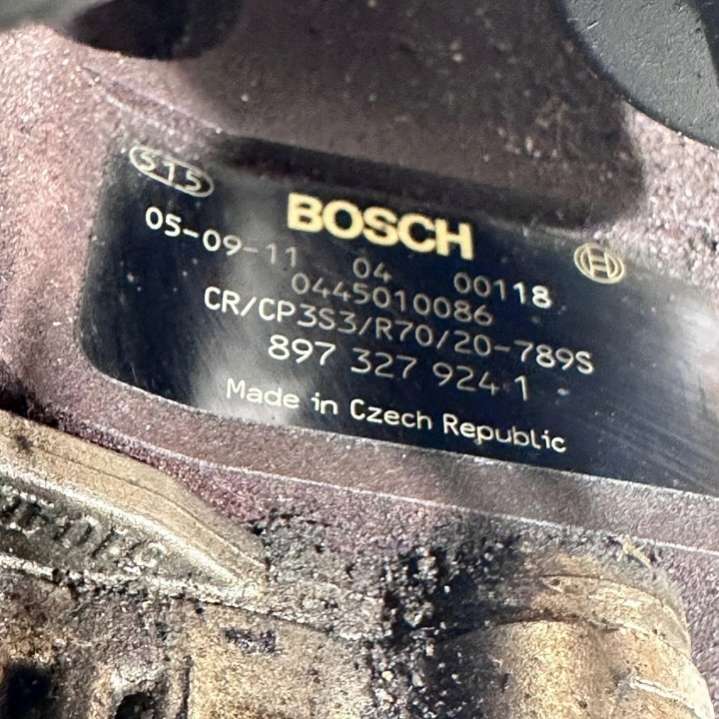 315
BOSCH
05-09-11 04 00118
0445010086
CR/CP3S3/R70/20-789S
897 327 924 1
Made in Czech Republic